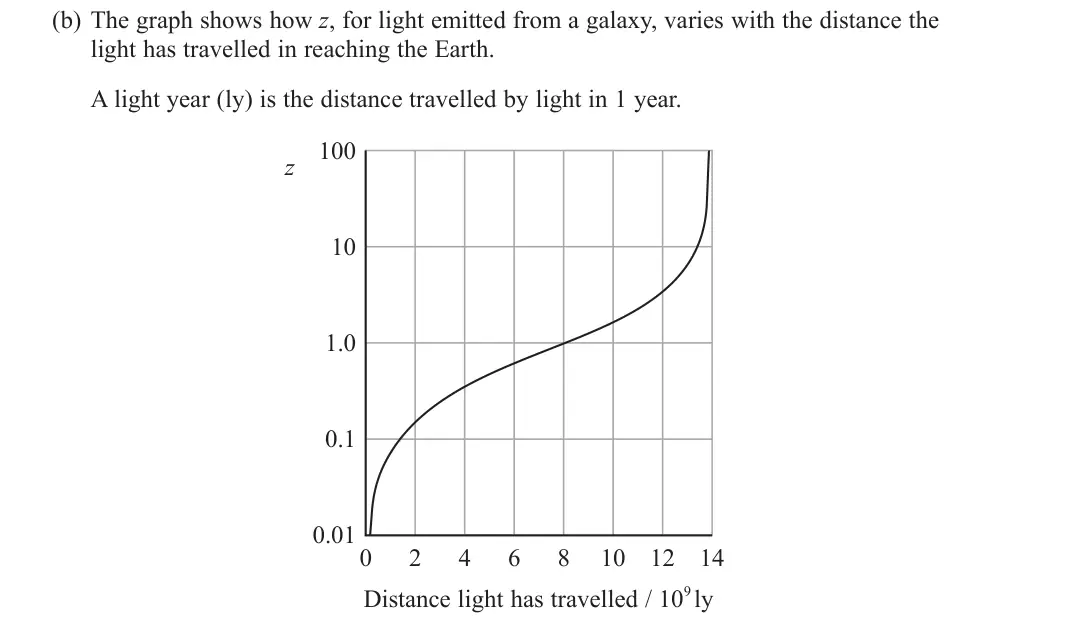 (b) The graph shows how z, for light emitted from a galaxy, varies with the distance the
light has travelled in reaching the Earth.
A light year (ly) is the distance travelled by light in 1 year.
100
z
10
1.0
0.1
0.01
0 2 4 6 8 10 12 14
Distance light has travelled / 10⁹ ly